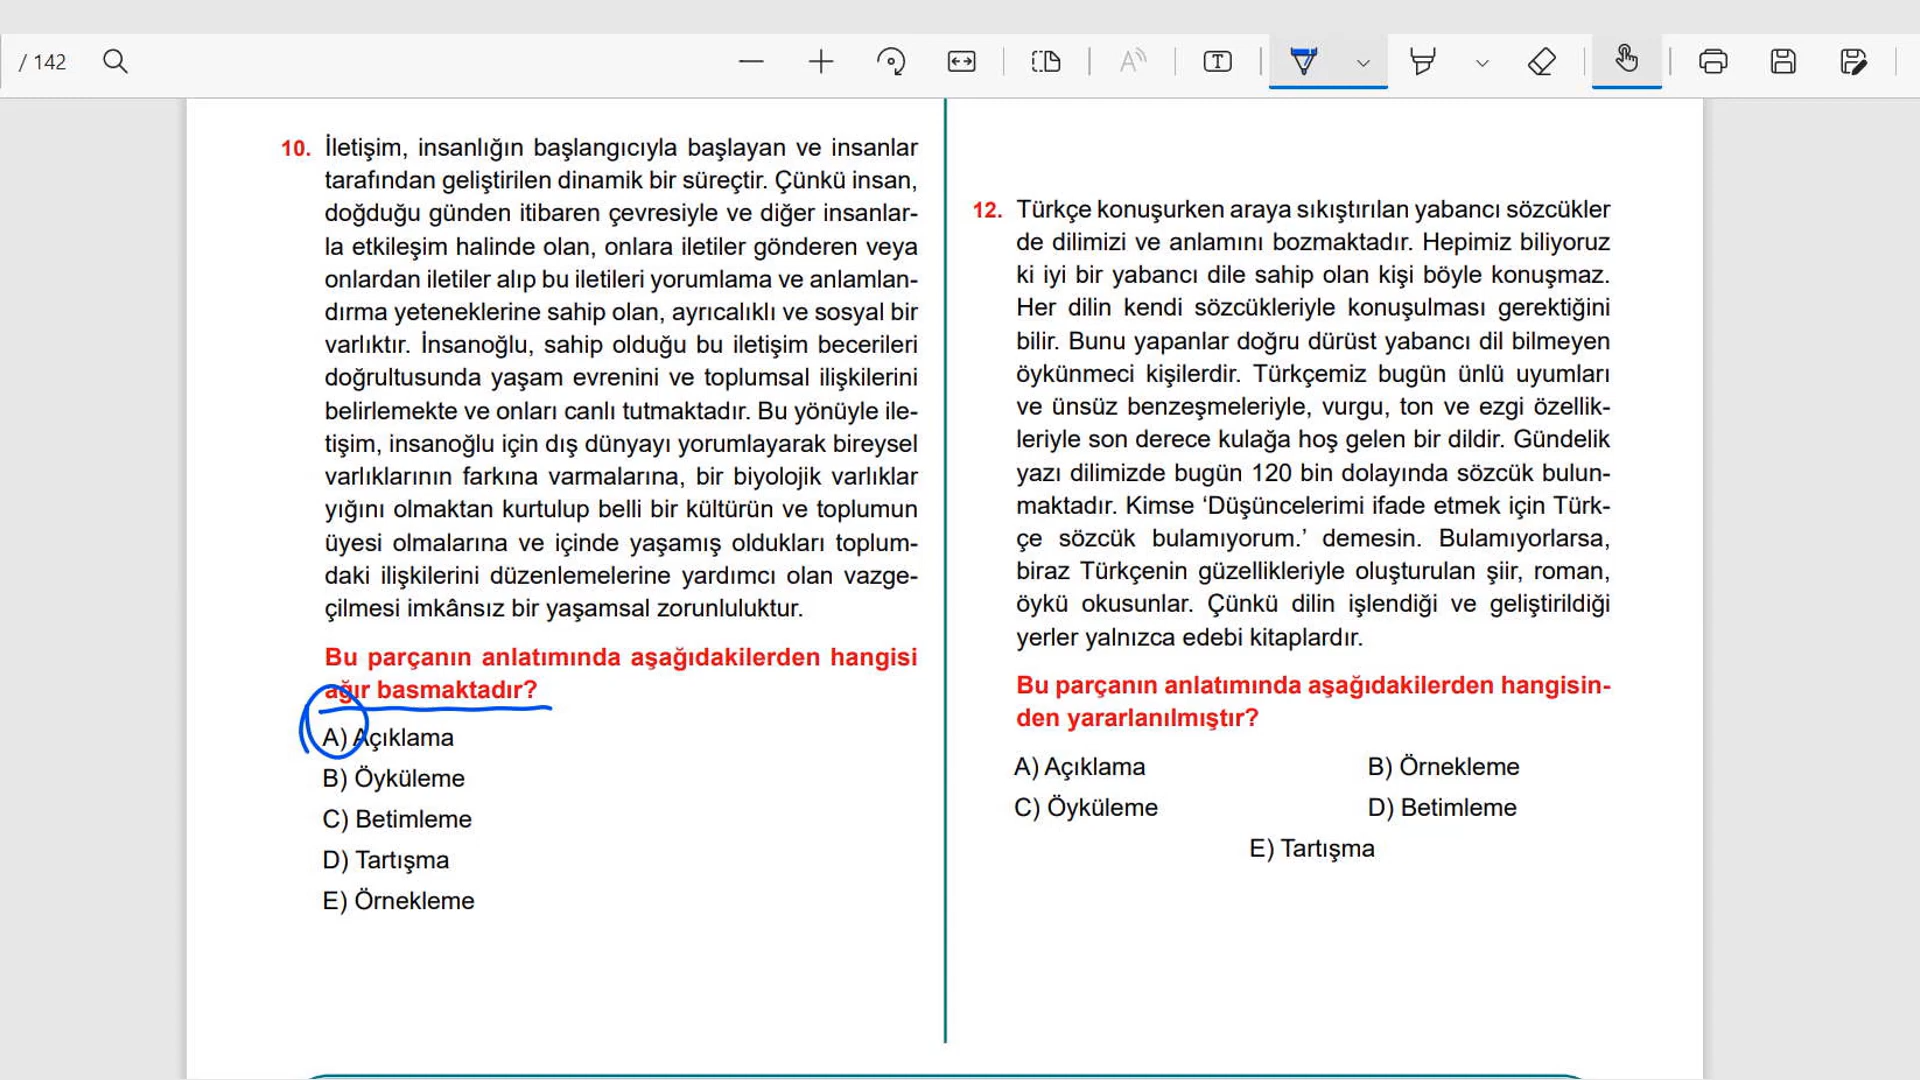 / 142
10. İletişim, insanlığın başlangıcıyla başlayan ve insanlar
tarafından geliştirilen dinamik bir süreçtir. Çünkü insan,
doğduğu günden itibaren çevresiyle ve diğer insanlar-
la etkileşim halinde olan, onlara iletiler gönderen veya
onlardan iletiler alıp bu iletileri yorumlama ve anlamlan-
dırma yeteneklerine sahip olan, ayrıcalıklı ve sosyal bir
varlıktır. İnsanoğlu, sahip olduğu bu iletişim becerileri
doğrultusunda yaşam evrenini ve toplumsal ilişkilerini
belirlemekte ve onları canlı tutmaktadır. Bu yönüyle ile-
tişim, insanoğlu için dış dünyayı yorumlayarak bireysel
varlıklarının farkına varmalarına, bir biyolojik varlıklar
yığını olmaktan kurtulup belli bir kültürün ve toplumun
üyesi olmalarına ve içinde yaşamış oldukları toplum-
daki ilişkilerini düzenlemelerine yardımcı olan vazge-
çilmesi imkânsız bir yaşamsal zorunluluktur.
Bu parçanın anlatımında aşağıdakilerden hangisi
ağır basmaktadır?
A) Açıklama
B) Öyküleme
C) Betimleme
D) Tartışma
E) Örnekleme
12. Türkçe konuşurken araya sıkıştırılan yabancı sözcükler
de dilimizi ve anlamını bozmaktadır. Hepimiz biliyoruz
ki iyi bir yabancı dile sahip olan kişi böyle konuşmaz.
Her dilin kendi sözcükleriyle konuşulması gerektiğini
bilir. Bunu yapanlar doğru dürüst yabancı dil bilmeyen
öykünmeci kişilerdir. Türkçemiz bugün ünlü uyumları
ve ünsüz benzeşmeleriyle, vurgu, ton ve ezgi özellik-
leriyle son derece kulağa hoş gelen bir dildir. Gündelik
yazı dilimizde bugün 120 bin dolayında sözcük bulun-
maktadır. Kimse ‘Düşüncelerimi ifade etmek için Türk-
çe sözcük bulamıyorum.’ demesin. Bulamıyorlarsa,
biraz Türkçenin güzellikleriyle oluşturulan şiir, roman,
öykü okusunlar. Çünkü dilin işlendiği ve geliştirildiği
yerler yalnızca edebi kitaplardır.
Bu parçanın anlatımında aşağıdakilerden hangisin-
den yararlanılmıştır?
A) Açıklama B) Örnekleme
C) Öyküleme D) Betimleme
E) Tartışma